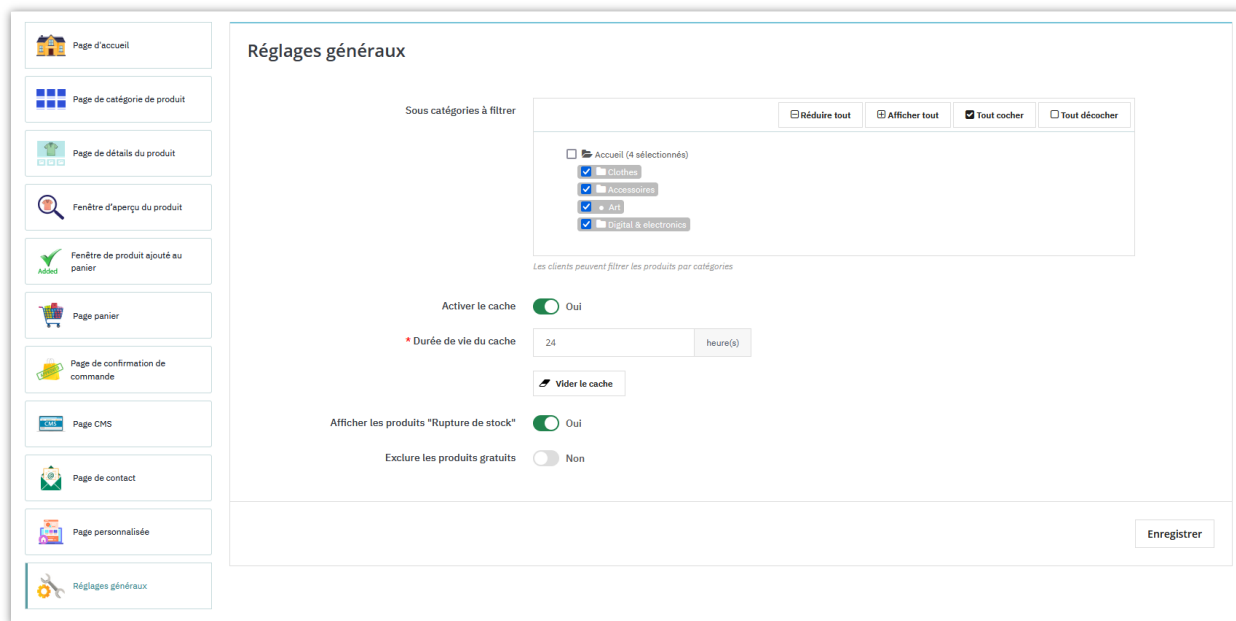 Page d'accueil
Page de catégorie de produit
Page de détails du produit
Fenêtre d'aperçu du produit
Added
Fenêtre de produit ajouté au
panier
Page panier
Page de confirmation de
commande
CMS
Page CMS
Page de contact
Page personnalisée
Réglages généraux
Réglages généraux
Sous catégories à filtrer
Réduire tout
Afficher tout
Tout cocher
Tout décocher
Accueil (4 sélectionnés)
Clothes
Accessoires
Art
Digital & electronics
Les clients peuvent filtrer les produits par catégories
Activer le cache
Oui
* Durée de vie du cache
24
heure(s)
Vider le cache
Afficher les produits "Rupture de stock"
Oui
Exclure les produits gratuits
Non
Enregistrer